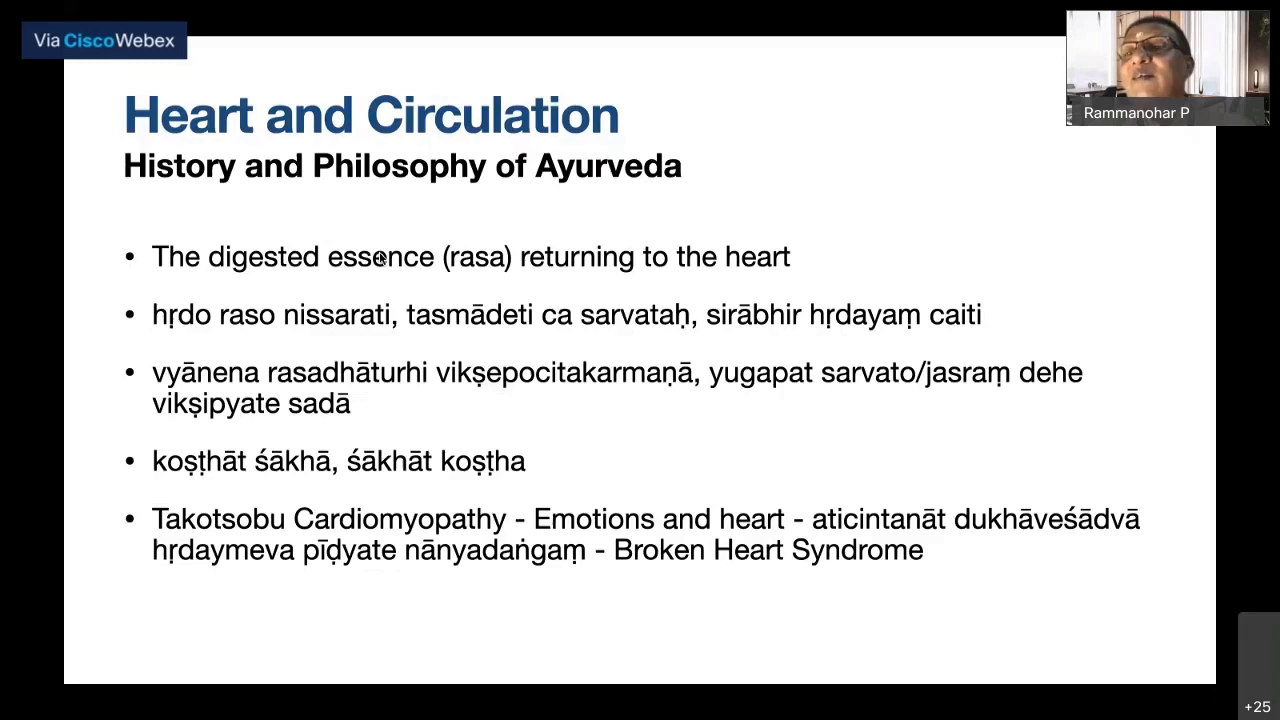 Via Cisco Webex
Rammanohar P
Heart and Circulation
History and Philosophy of Ayurveda
• The digested essence (rasa) returning to the heart
• hṛdo raso nissarati, tasmādeti ca sarvataḥ, sirābhir hṛdayaṃ caiti
• vyānena rasadhāturhi vikṣepocitakarmaṇā, yugapat sarvato/jasraṃ dehe
vikṣipyate sadā
• koṣṭhāt śākhā, śākhāt koṣṭha
• Takotsobu Cardiomyopathy - Emotions and heart - aticintanāt dukhāveśādvā
hṛdaymeva pīḍyate nānyadaṅgaṃ - Broken Heart Syndrome
+25